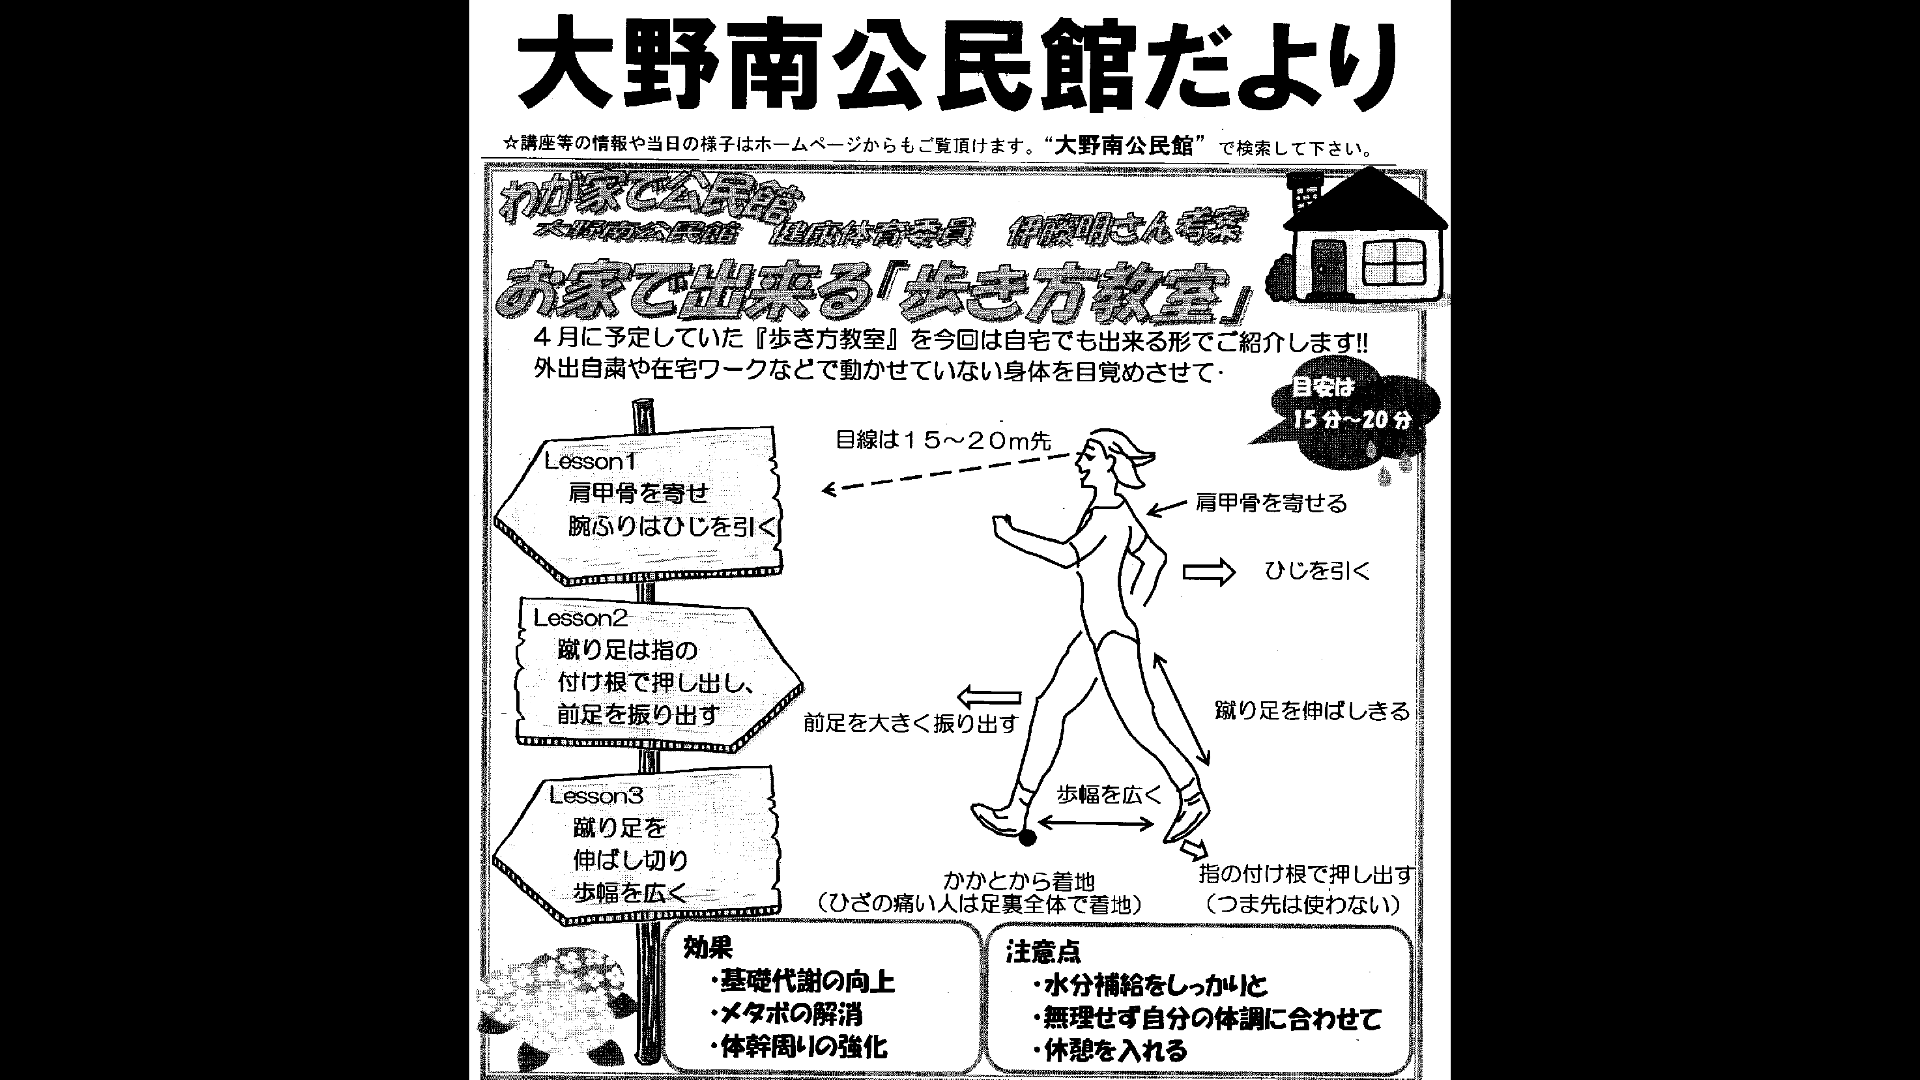 大野南公民館だより
☆講座等の情報や当日の様子はホームページからもご覧頂けます。“大野南公民館” で検索して下さい。
わが家で公民館
大野南公民館 健康体育委員 伊藤明さん考案
お家で出来る「歩き方教室」
4月に予定していた『歩き方教室』を今回は自宅でも出来る形でご紹介します!!
外出自粛や在宅ワークなどで動かせていない身体を目覚めさせて・
目安は
15分~20分
Lesson1
肩甲骨を寄せ
腕ふりはひじを引く
Lesson2
蹴り足は指の
付け根で押し出し、
前足を振り出す
Lesson3
蹴り足を
伸ばし切り
歩幅を広く
目線は15~20m先
肩甲骨を寄せる
ひじを引く
前足を大きく振り出す
蹴り足を伸ばしきる
歩幅を広く
かかとから着地
(ひざの痛い人は足裏全体で着地)
指の付け根で押し出す
(つま先は使わない)
効果
・基礎代謝の向上
・メタボの解消
・体幹周りの強化
注意点
・水分補給をしっかりと
・無理せず自分の体調に合わせて
・休憩を入れる